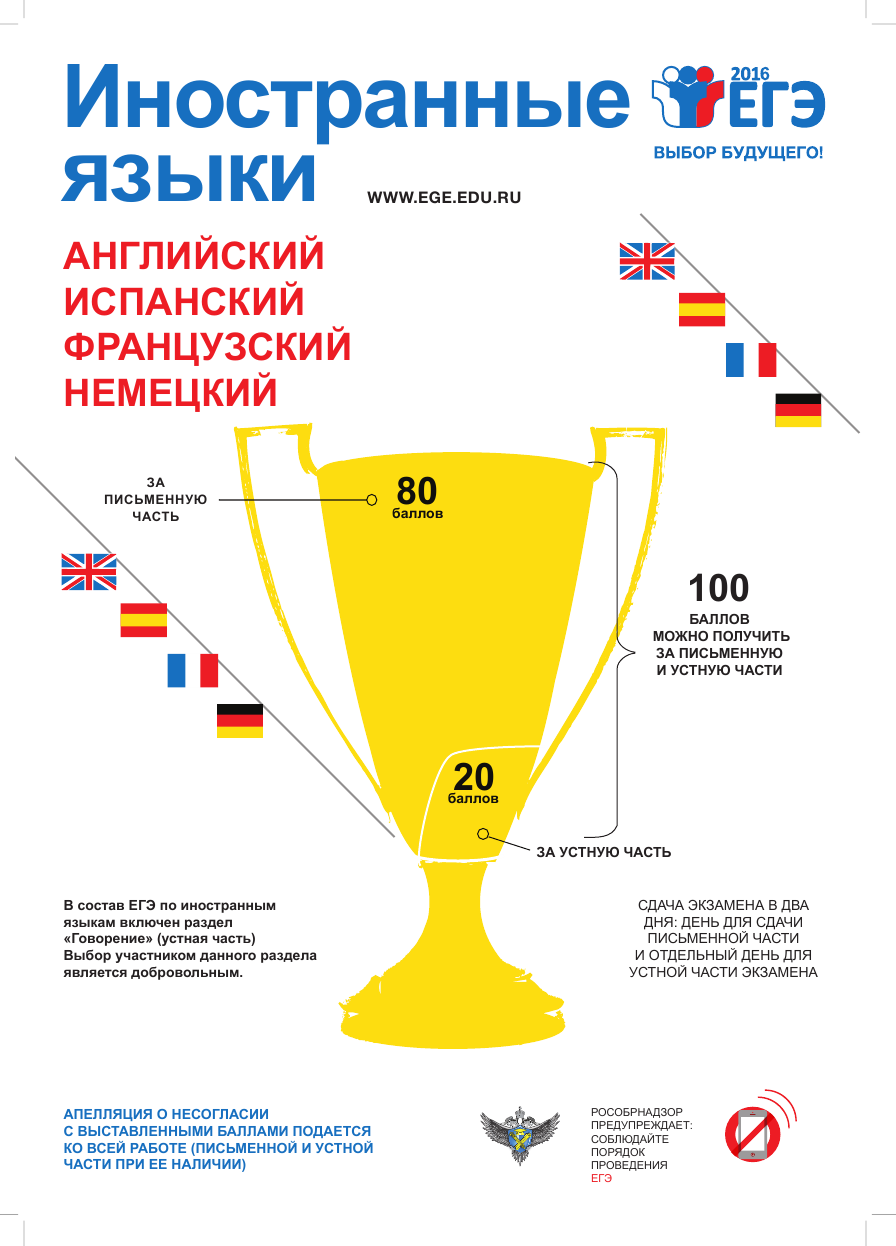 Иностранные
языки
2016
ЕГЭ
ВЫБОР БУДУЩЕГО!
WWW.EGE.EDU.RU
АНГЛИЙСКИЙ
ИСПАНСКИЙ
ФРАНЦУЗСКИЙ
НЕМЕЦКИЙ
ЗА
ПИСЬМЕННУЮ
ЧАСТЬ
80
баллов
100
БАЛЛОВ
МОЖНО ПОЛУЧИТЬ
ЗА ПИСЬМЕННУЮ
И УСТНУЮ ЧАСТИ
20
баллов
ЗА УСТНУЮ ЧАСТЬ
В состав ЕГЭ по иностранным
языкам включен раздел
«Говорение» (устная часть)
Выбор участником данного раздела
является добровольным.
СДАЧА ЭКЗАМЕНА В ДВА
ДНЯ: ДЕНЬ ДЛЯ СДАЧИ
ПИСЬМЕННОЙ ЧАСТИ
И ОТДЕЛЬНЫЙ ДЕНЬ ДЛЯ
УСТНОЙ ЧАСТИ ЭКЗАМЕНА
АПЕЛЛЯЦИЯ О НЕСОГЛАСИИ
С ВЫСТАВЛЕННЫМИ БАЛЛАМИ ПОДАЕТСЯ
КО ВСЕЙ РАБОТЕ (ПИСЬМЕННОЙ И УСТНОЙ
ЧАСТИ ПРИ ЕЕ НАЛИЧИИ)
РОСОБРНАДЗОР
ПРЕДУПРЕЖДАЕТ:
СОБЛЮДАЙТЕ
ПОРЯДОК
ПРОВЕДЕНИЯ
ЕГЭ